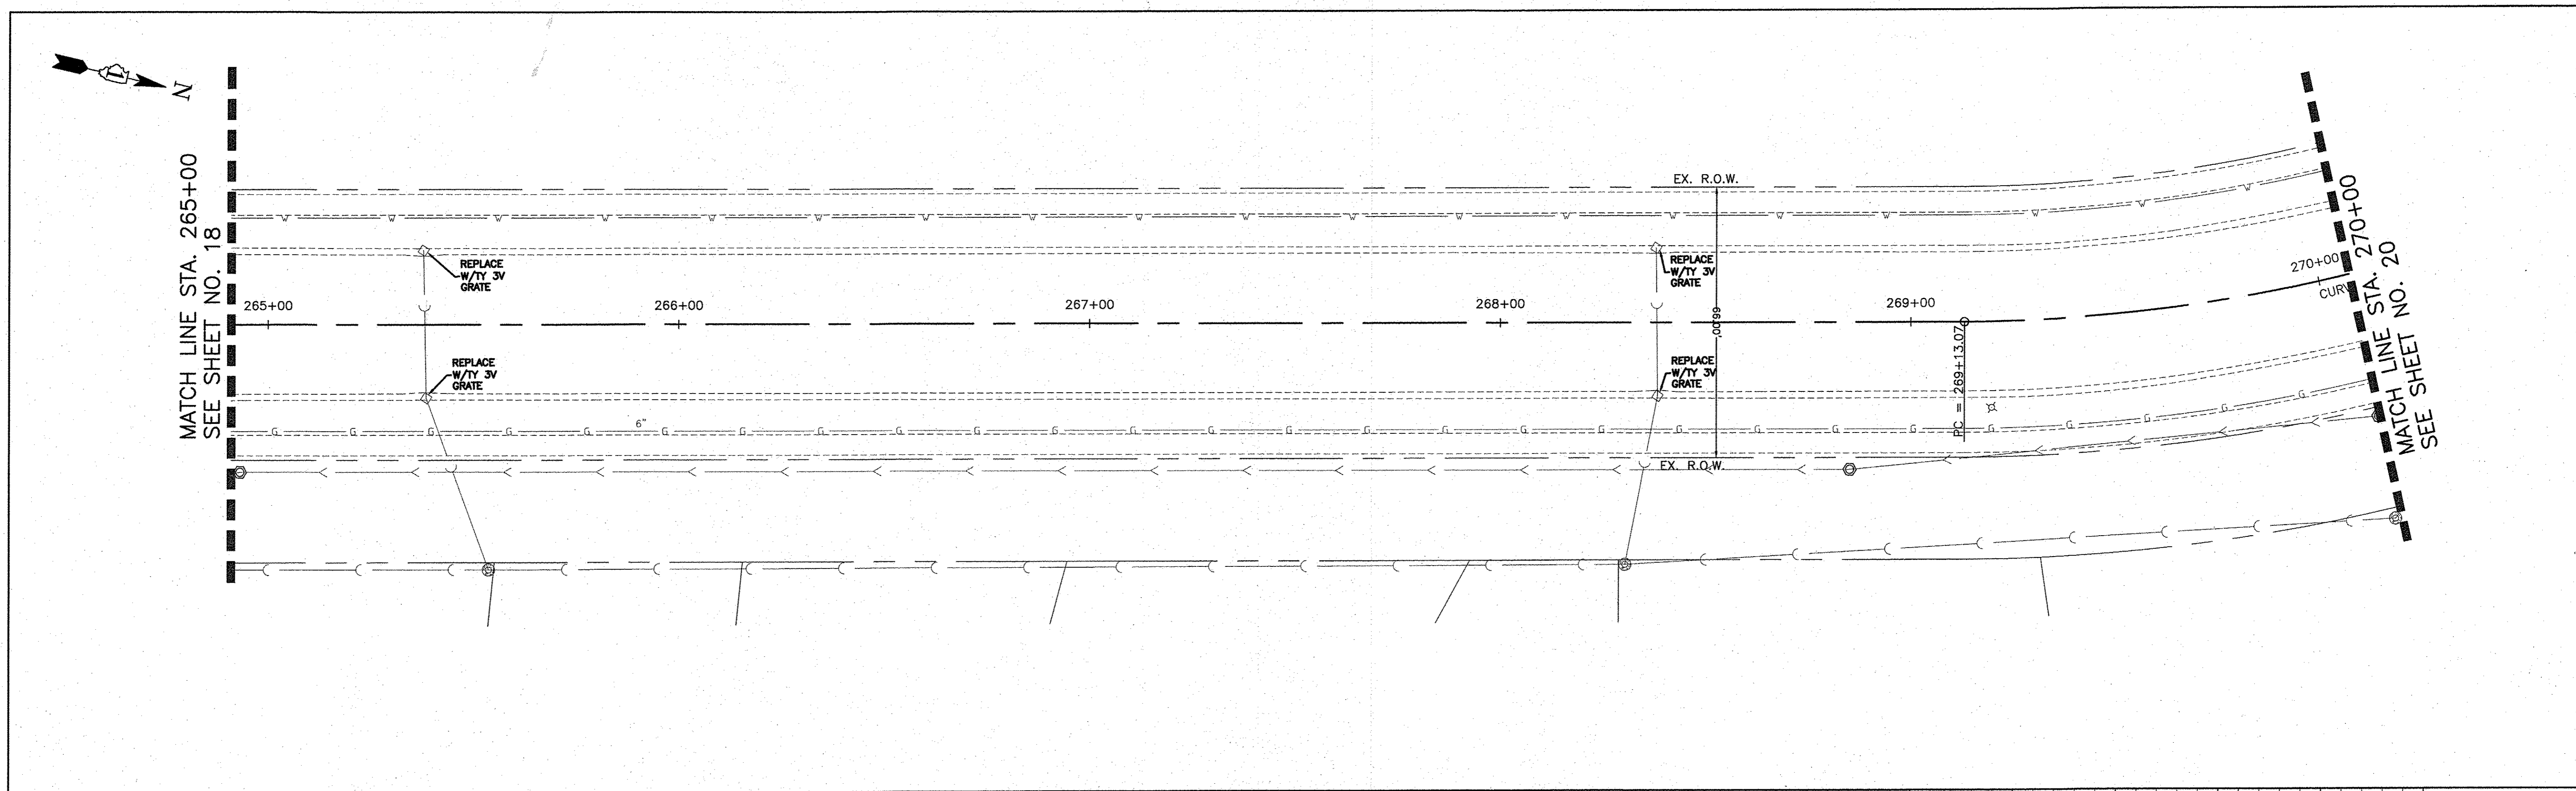 N
MATCH LINE STA. 265+00
SEE SHEET NO. 18
EX. R.O.W.
W W W W W W W W W W W W W W W W W W W
REPLACE
W/TY 3V
GRATE
REPLACE
W/TY 3V
GRATE
265+00
266+00
267+00
268+00
269+00
270+00
CURV
66.00'
PC = 269+13.07
REPLACE
W/TY 3V
GRATE
REPLACE
W/TY 3V
GRATE
6"
G G G G G G G G G G G G G G G G G G G G G G G G G G G
EX. R.O.W.
MATCH LINE STA. 270+00
SEE SHEET NO. 20